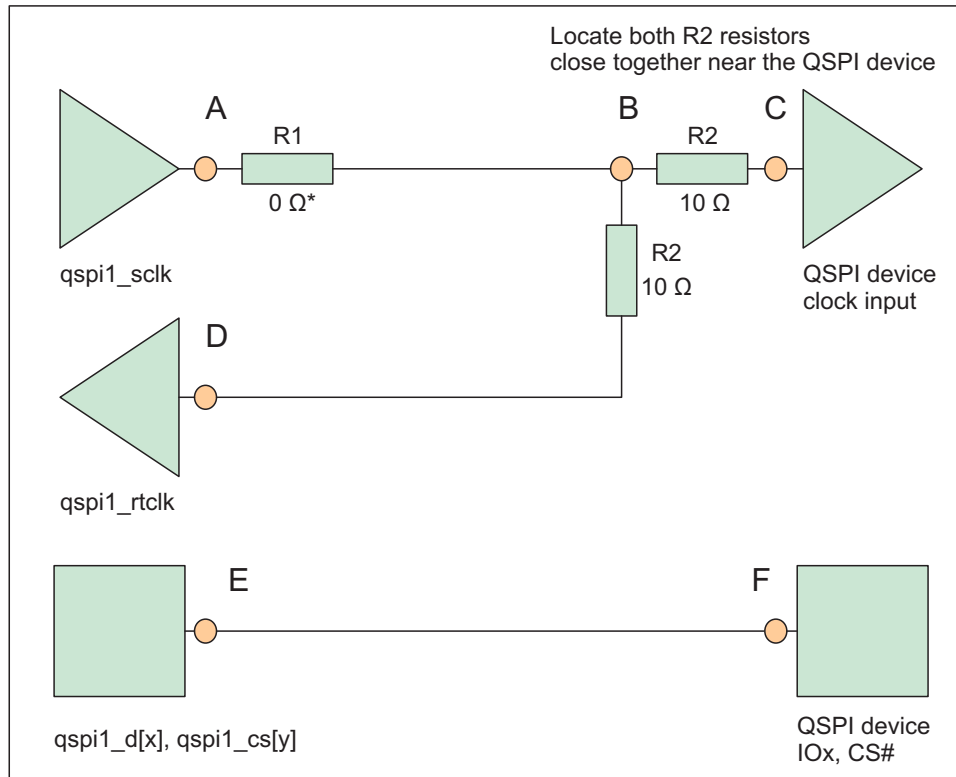 Locate both R2 resistors
close together near the QSPI device
A
R1
0 Ω*
B
R2
10 Ω
C
qspi1_sclk
R2
10 Ω
QSPI device
clock input
D
qspi1_rtclk
E
F
qspi1_d[x], qspi1_cs[y]
QSPI device
IOx, CS#